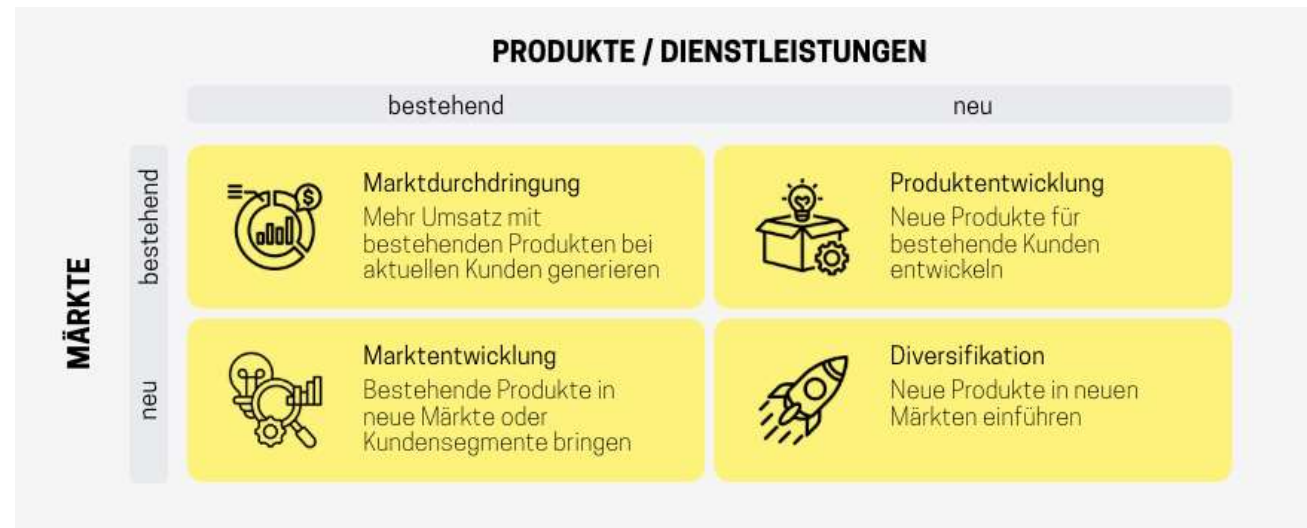 PRODUKTE / DIENSTLEISTUNGEN
bestehend
neu
MÄRKTE
bestehend
Marktdurchdringung
Mehr Umsatz mit
bestehenden Produkten bei
aktuellen Kunden generieren
Produktentwicklung
Neue Produkte für
bestehende Kunden
entwickeln
neu
Marktentwicklung
Bestehende Produkte in
neue Märkte oder
Kundensegmente bringen
Diversifikation
Neue Produkte in neuen
Märkten einführen